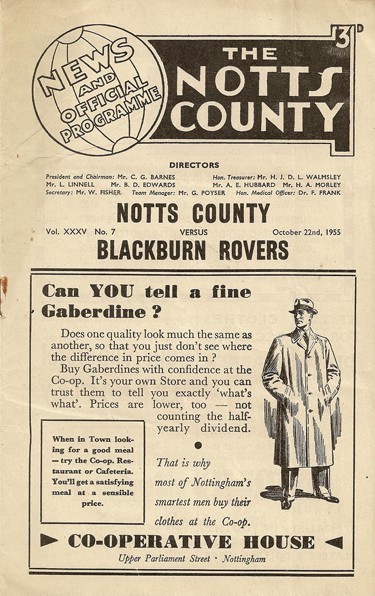 3D
NEWS
AND
OFFICIAL
PROGRAMME
THE
NOTTS
COUNTY
DIRECTORS
President and Chairman: Mr. C. G. BARNES Hon. Treasurer: Mr. H. J. D. L. WALMSLEY
Mr. L. LINNELL Mr. B. D. EDWARDS Mr. A. E. HUBBARD Mr. H. A. MORLEY
Secretary: Mr. W. FISHER. Team Manager: Mr. G. POYSER Hon. Medical Officer: Dr. F. FRANK
NOTTS COUNTY
Vol. XXXV No. 7 VERSUS October 22nd, 1955
BLACKBURN ROVERS
Can YOU tell a fine
Gaberdine ?
Does one quality look much the same as
another, so that you just don't see where
the difference in price comes in ?
Buy Gaberdines with confidence at the
Co-op. It's your own Store and you can
trust them to tell you exactly 'what's
what'. Prices are lower, too — not
counting the half-
yearly dividend.
When in Town look-
ing for a good meal
— try the Co-op. Res-
taurant or Cafeteria.
You'll get a satisfying
meal at a sensible
price.
That is why
most of Nottingham's
smartest men buy their
clothes at the Co-op.
CO-OPERATIVE HOUSE
Upper Parliament Street · Nottingham